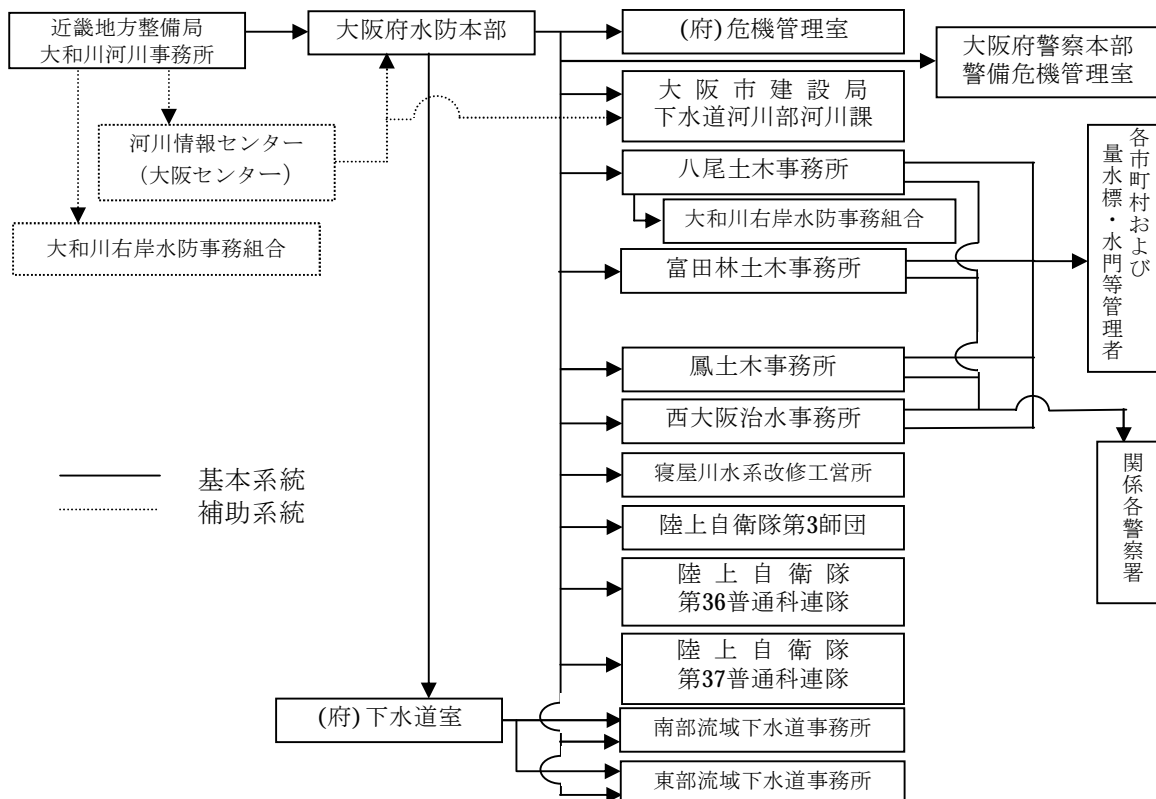 近畿地方整備局
大和川河川事務所
大阪府水防本部
(府)危機管理室
大阪府警察本部
警備危機管理室
大阪市建設局
下水道河川部河川課
河川情報センター
（大阪センター）
八尾土木事務所
大和川右岸水防事務組合
大和川右岸水防事務組合
富田林土木事務所
各市町村および
量水標・水門等管理者
鳳土木事務所
西大阪治水事務所
関係各警察署
基本系統
補助系統
寝屋川水系改修工営所
陸上自衛隊第3師団
陸上自衛隊
第36普通科連隊
陸上自衛隊
第37普通科連隊
(府)下水道室
南部流域下水道事務所
東部流域下水道事務所